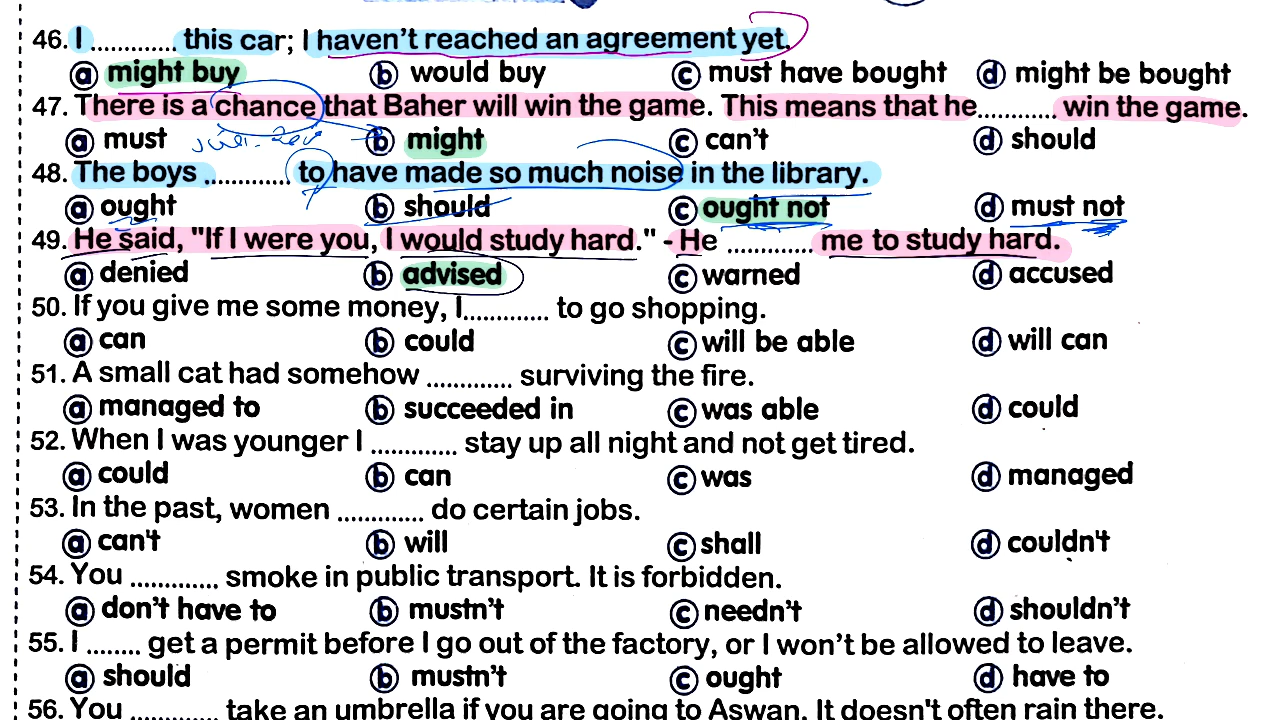 46. I ............ this car; I haven't reached an agreement yet.
ⓐ might buy ⓑ would buy ⓒ must have bought ⓓ might be bought
47. There is a chance that Baher will win the game. This means that he............ win the game.
ⓐ must ⓑ might ⓒ can't ⓓ should
48. The boys ............ to have made so much noise in the library.
ⓐ ought ⓑ should ⓒ ought not ⓓ must not
49. He said, "If I were you, I would study hard." - He ............ me to study hard.
ⓐ denied ⓑ advised ⓒ warned ⓓ accused
50. If you give me some money, I............ to go shopping.
ⓐ can ⓑ could ⓒ will be able ⓓ will can
51. A small cat had somehow ............ surviving the fire.
ⓐ managed to ⓑ succeeded in ⓒ was able ⓓ could
52. When I was younger I ............ stay up all night and not get tired.
ⓐ could ⓑ can ⓒ was ⓓ managed
53. In the past, women ............ do certain jobs.
ⓐ can't ⓑ will ⓒ shall ⓓ couldn't
54. You ............ smoke in public transport. It is forbidden.
ⓐ don't have to ⓑ mustn't ⓒ needn't ⓓ shouldn't
55. I ........ get a permit before I go out of the factory, or I won't be allowed to leave.
ⓐ should ⓑ mustn't ⓒ ought ⓓ have to
56. You ............ take an umbrella if you are going to Aswan. It doesn't often rain there.